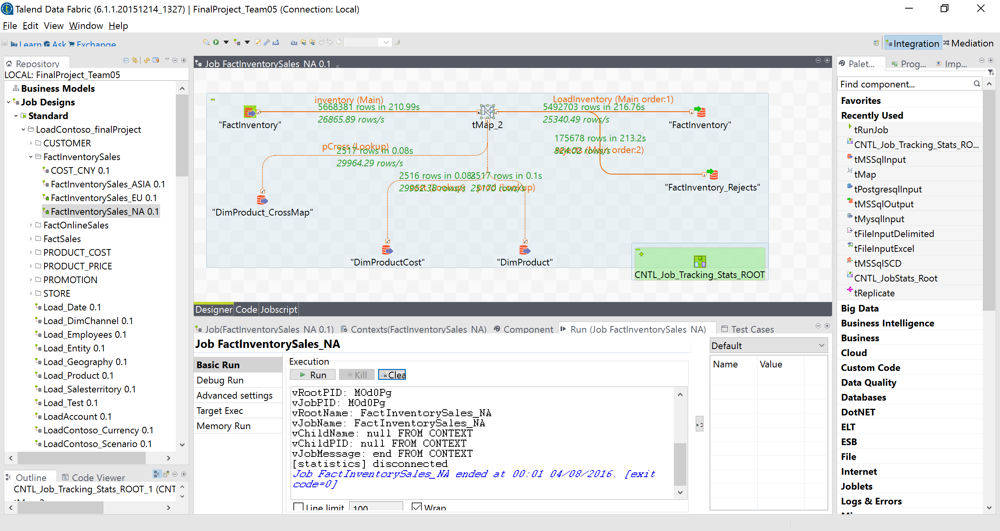 Talend Data Fabric (6.1.1.20151214_1327) | FinalProject_Team05 (Connection: Local)
File Edit View Window Help
Learn Ask Exchange
Integration Mediation
Repository
LOCAL: FinalProject_Team05
Business Models
Job Designs
Standard
LoadContoso_finalProject
CUSTOMER
FactInventorySales
COST_CNY 0.1
FactInventorySales_ASIA 0.1
FactInventorySales_EU 0.1
FactInventorySales_NA 0.1
FactOnlineSales
FactSales
PRODUCT_COST
PRODUCT_PRICE
PROMOTION
STORE
Load_Date 0.1
Load_DimChannel 0.1
Load_Employees 0.1
Load_Entity 0.1
Load_Geography 0.1
Load_Product 0.1
Load_Salesterritory 0.1
Load_Test 0.1
LoadAccount 0.1
LoadContoso_Currency 0.1
LoadContoso_Scenario 0.1
Outline Code Viewer
CNTL_Job_Tracking_Stats_ROOT_1 (CNT
Job FactInventorySales NA 0.1
inventory (Main)
5668381 rows in 210.99s
26865.89 rows/s
LoadInventory (Main order:1)
5492703 rows in 216.76s
25340.49 rows/s
"FactInventory"
tMap_2
"FactInventory"
175678 rows in 213.2s
rejects (Main order:2)
824.02 rows/s
pCross (Lookup)
2517 rows in 0.08s
29964.29 rows/s
2516 rows in 0.08s
2517 rows in 0.1s
29952.38 rows/s
cost (Lookup)
25170 rows/s
prod (Lookup)
"FactInventory_Rejects"
"DimProduct_CrossMap"
"DimProductCost"
"DimProduct"
CNTL_Job_Tracking_Stats_ROOT
Designer Code Jobscript
Job(FactInventorySales NA 0.1) Contexts(FactInventorySales NA) Component Run (Job FactInventorySales NA) Test Cases
Job FactInventorySales_NA
Basic Run
Debug Run
Advanced settings
Target Exec
Memory Run
Execution
Run Kill Clea
vRootPID: MOd0Pg
vJobPID: MOd0Pg
vRootName: FactInventorySales_NA
vJobName: FactInventorySales_NA
vChildName: null FROM CONTEXT
vChildPID: null FROM CONTEXT
vJobMessage: end FROM CONTEXT
[statistics] disconnected
Job FactInventorySales_NA ended at 00:01 04/08/2016. [exit
code=0]
Line limit 100 Wrap
>>
Default
Name Value
Palet... Prog... Imp...
Find component...
Favorites
Recently Used
tRunJob
CNTL_Job_Tracking_Stats_RO...
tMSSqlInput
tMap
tPostgresqlInput
tMSSqlOutput
tMysqlInput
tFileInputDelimited
tFileInputExcel
tMSSqlSCD
CNTL_JobStats_Root
tReplicate
Big Data
Business Intelligence
Business
Cloud
Custom Code
Data Quality
Databases
DotNET
ELT
ESB
File
Internet
Joblets
Logs & Errors